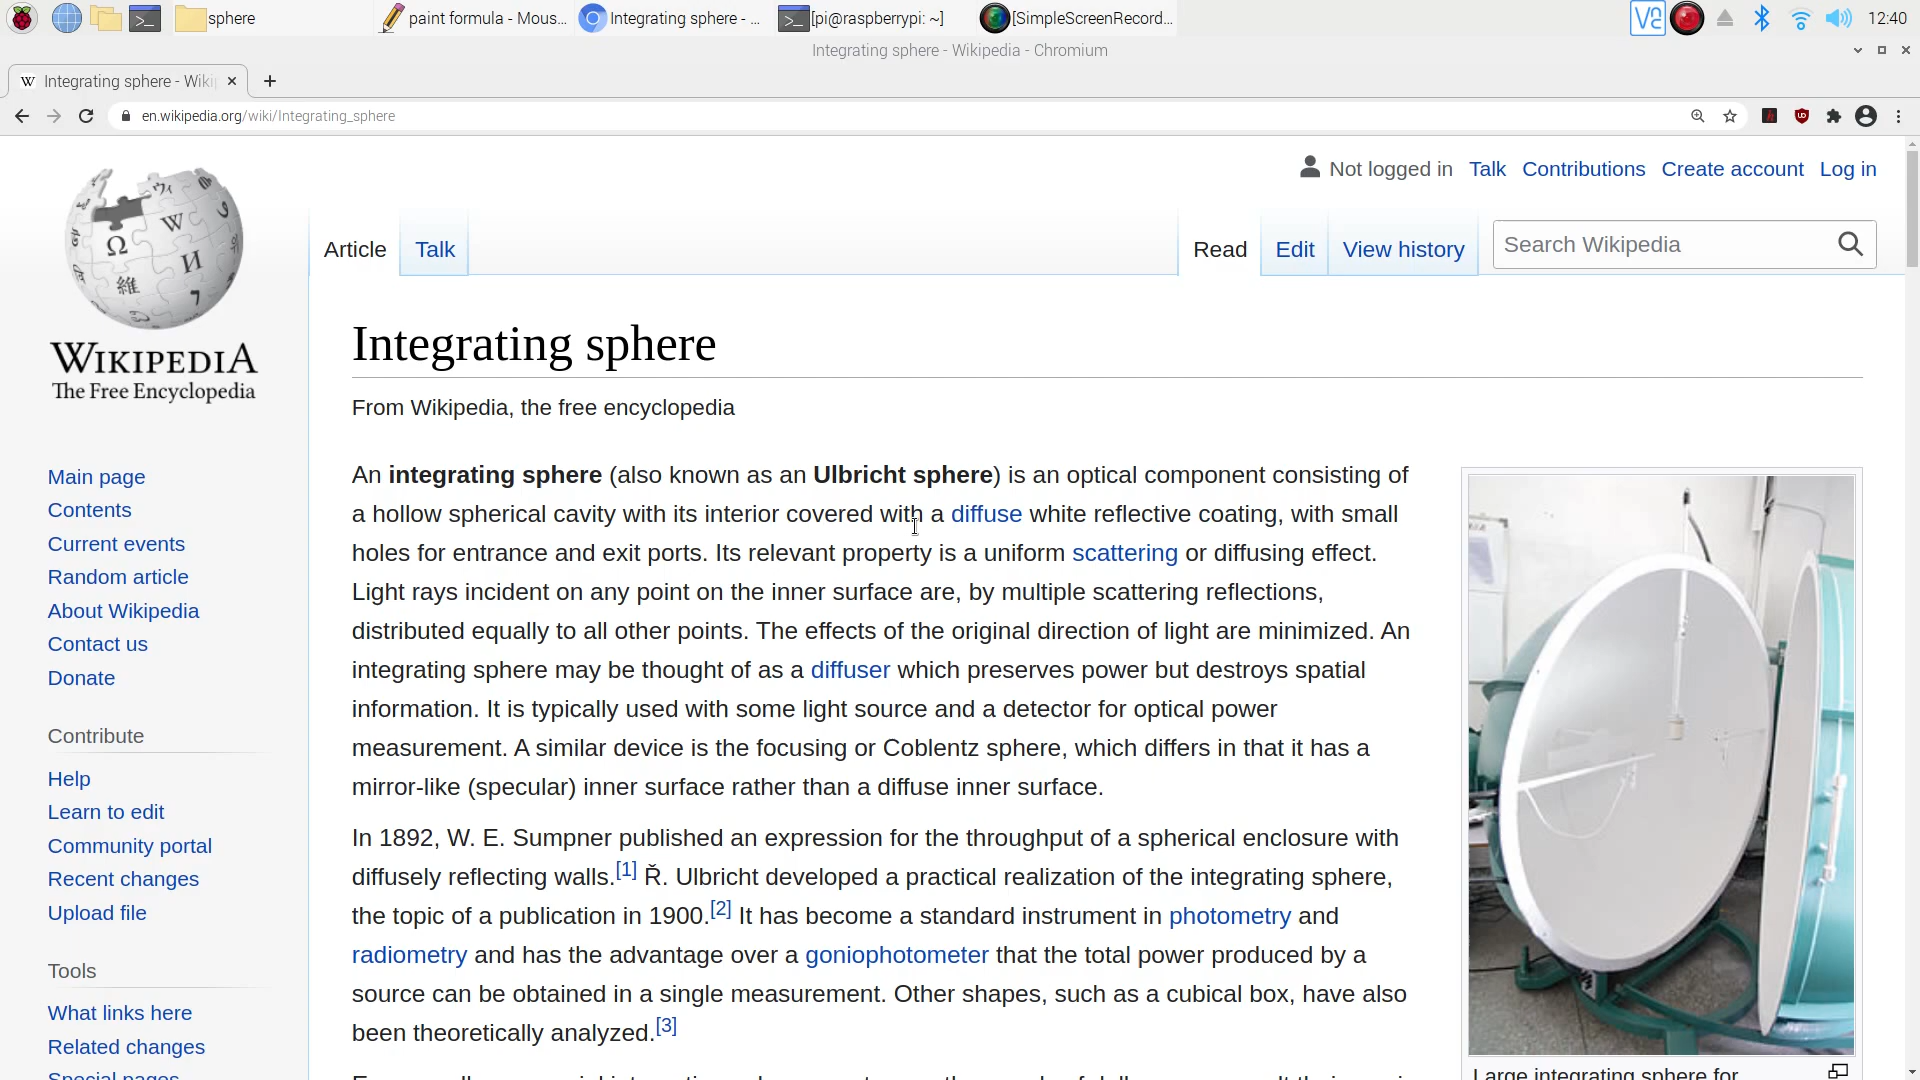 sphere
paint formula - Mous...
Integrating sphere - ...
[pi@raspberrypi: ~]
[SimpleScreenRecord...
12:40
Integrating sphere - Wikipedia - Chromium
Integrating sphere - Wiki
en.wikipedia.org/wiki/Integrating_sphere
Not logged in Talk Contributions Create account Log in
Article Talk Read Edit View history Search Wikipedia
WIKIPEDIA
The Free Encyclopedia
Main page
Contents
Current events
Random article
About Wikipedia
Contact us
Donate
Contribute
Help
Learn to edit
Community portal
Recent changes
Upload file
Tools
What links here
Related changes
Special pages
Integrating sphere
From Wikipedia, the free encyclopedia
An integrating sphere (also known as an Ulbricht sphere) is an optical component consisting of
a hollow spherical cavity with its interior covered with a diffuse white reflective coating, with small
holes for entrance and exit ports. Its relevant property is a uniform scattering or diffusing effect.
Light rays incident on any point on the inner surface are, by multiple scattering reflections,
distributed equally to all other points. The effects of the original direction of light are minimized. An
integrating sphere may be thought of as a diffuser which preserves power but destroys spatial
information. It is typically used with some light source and a detector for optical power
measurement. A similar device is the focusing or Coblentz sphere, which differs in that it has a
mirror-like (specular) inner surface rather than a diffuse inner surface.
In 1892, W. E. Sumpner published an expression for the throughput of a spherical enclosure with
diffusely reflecting walls.[1] Ř. Ulbricht developed a practical realization of the integrating sphere,
the topic of a publication in 1900.[2] It has become a standard instrument in photometry and
radiometry and has the advantage over a goniophotometer that the total power produced by a
source can be obtained in a single measurement. Other shapes, such as a cubical box, have also
been theoretically analyzed.[3]
Large integrating sphere for